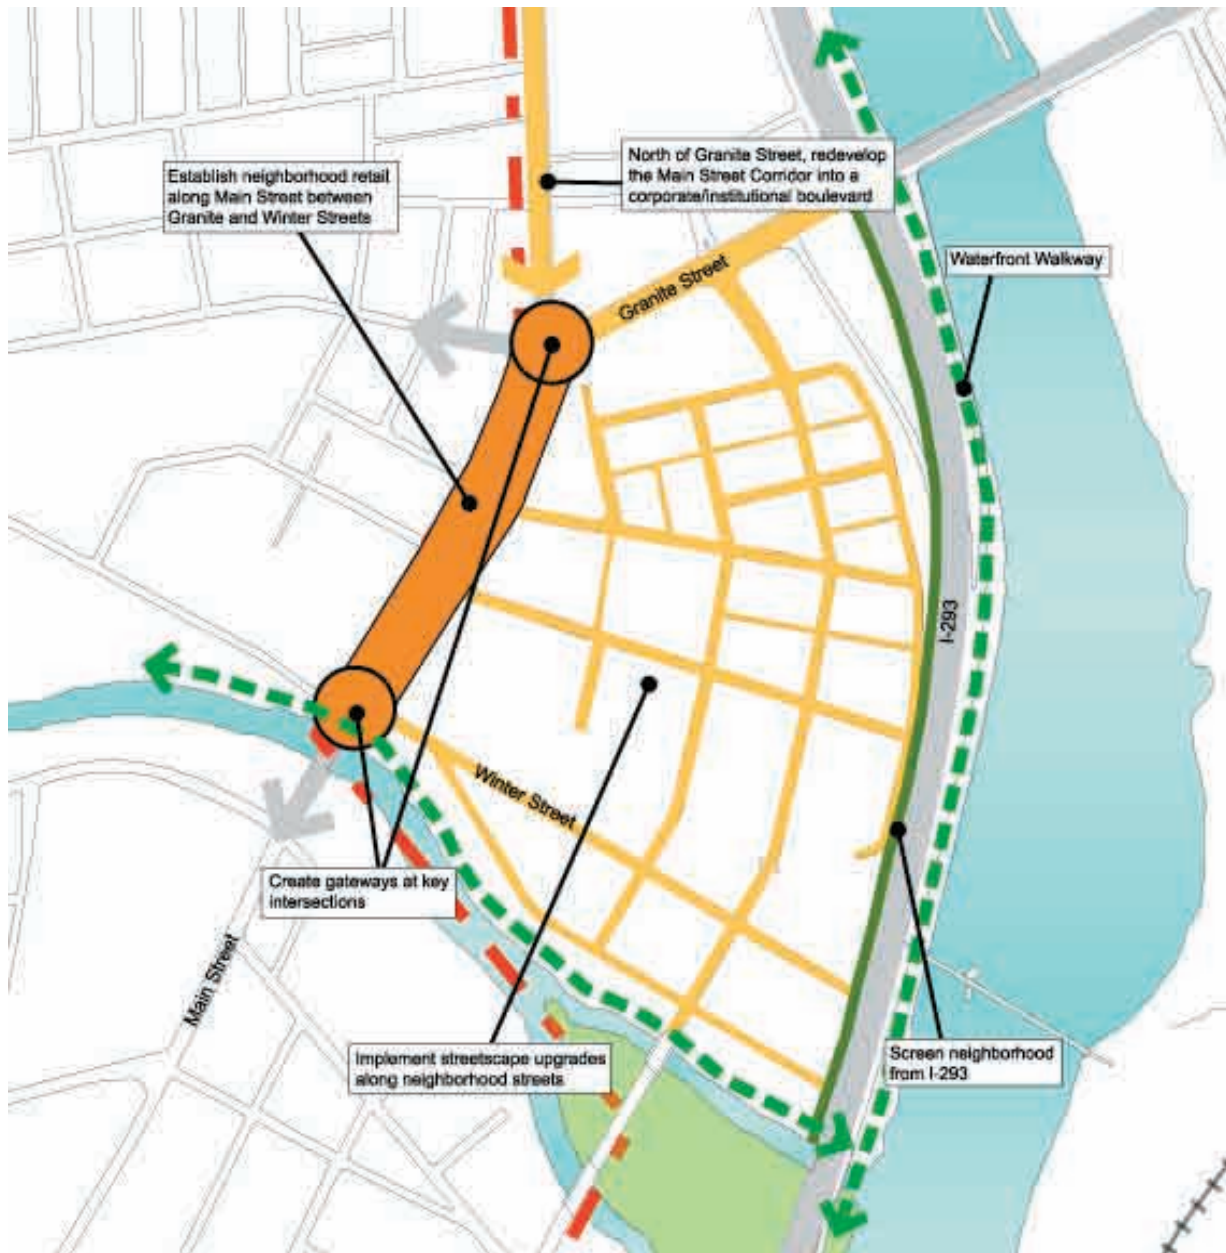 North of Granite Street, redevelop
the Main Street Corridor into a
corporate/institutional boulevard
Establish neighborhood retail
along Main Street between
Granite and Winter Streets
Waterfront Walkway
Granite Street
I-293
Winter Street
Create gateways at key
intersections
Main Street
Implement streetscape upgrades
along neighborhood streets
Screen neighborhood
from I-293